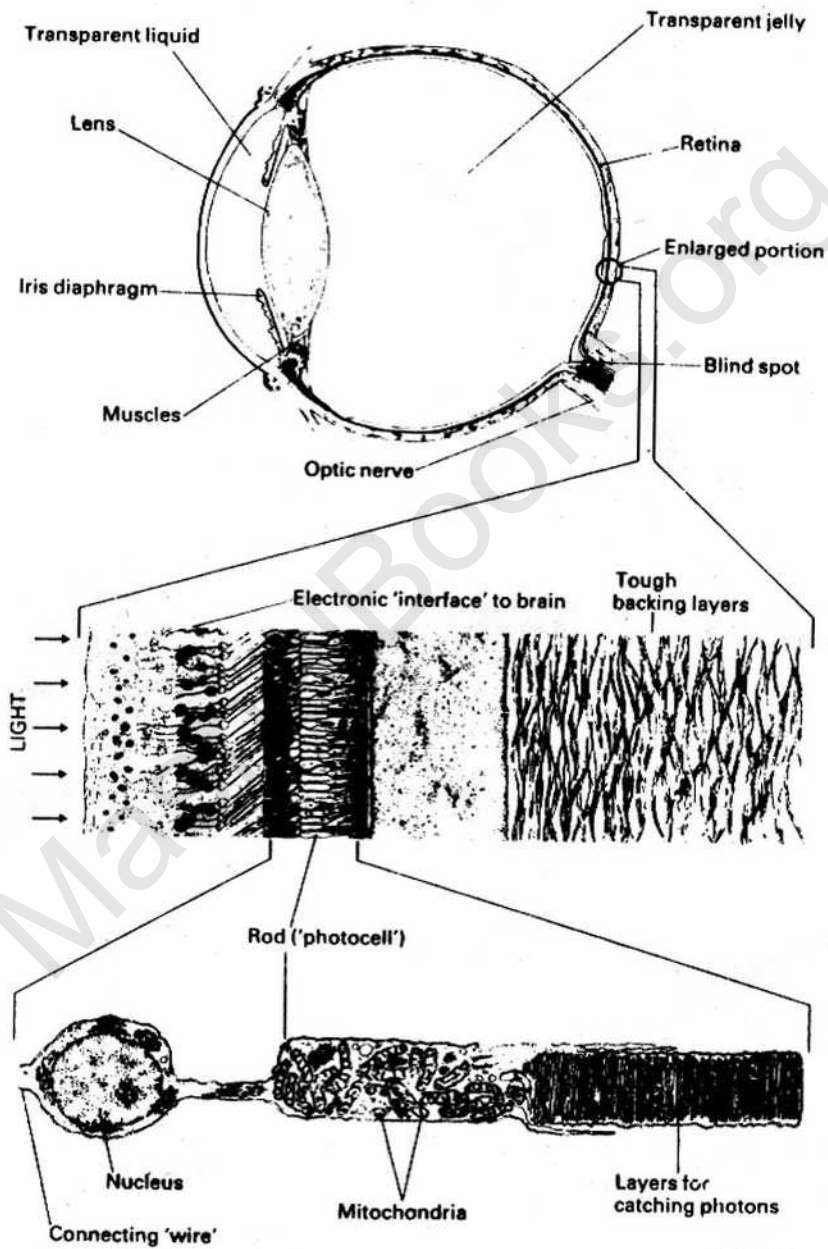 Transparent liquid
Transparent jelly
Lens
Retina
Enlarged portion
Iris diaphragm
Blind spot
Muscles
Optic nerve
Electronic 'interface' to brain
Tough
backing layers
LIGHT
Rod ('photocell')
Nucleus
Mitochondria
Layers for
catching photons
Connecting 'wire'